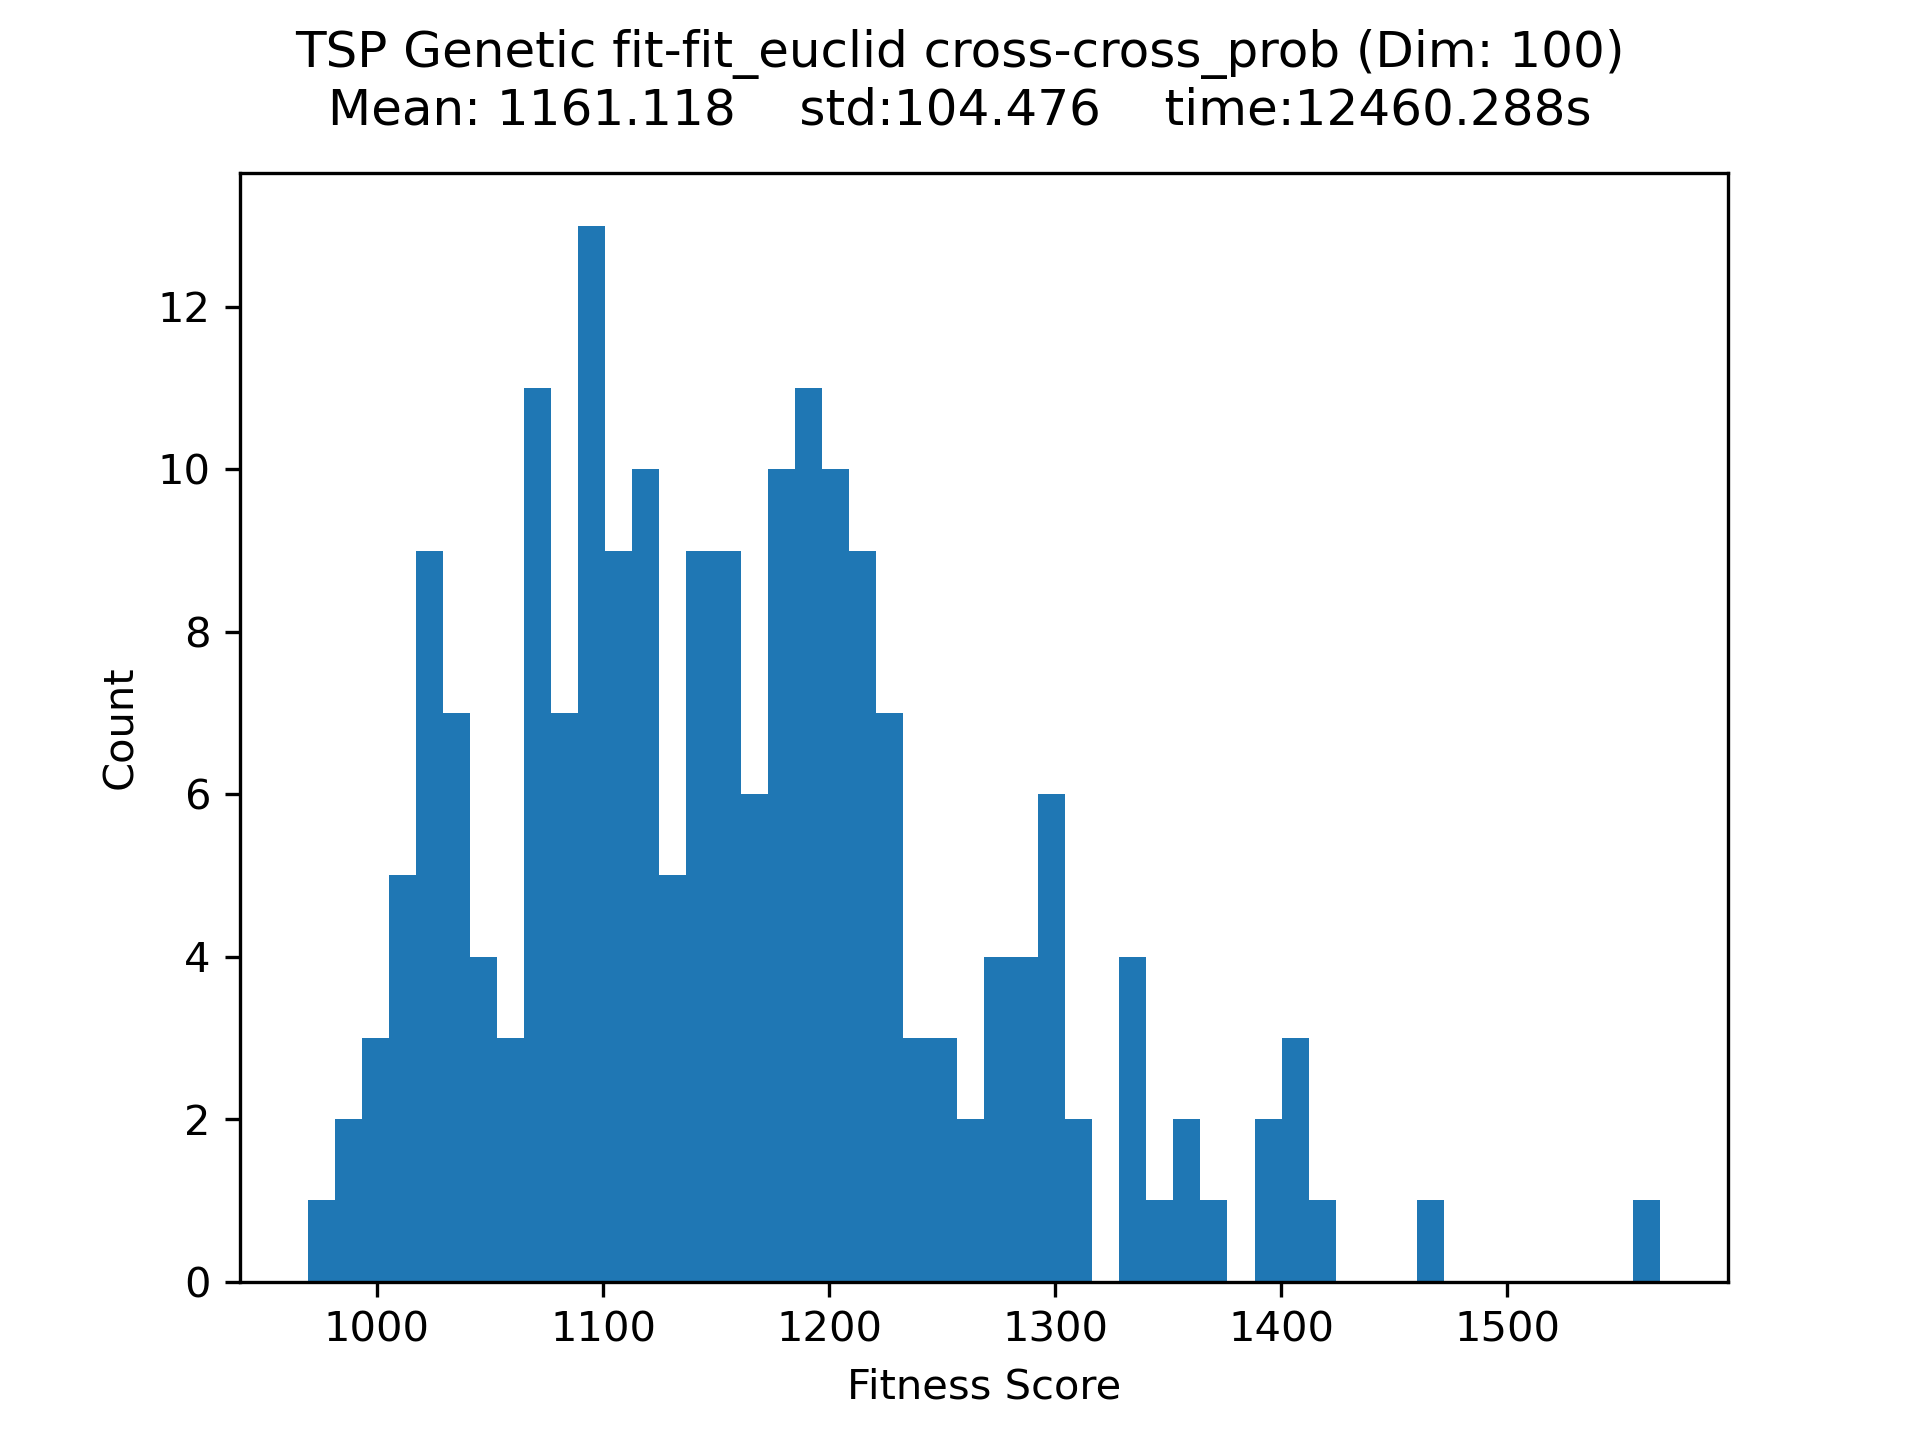 TSP Genetic fit-fit_euclid cross-cross_prob (Dim: 100)
Mean: 1161.118    std:104.476    time:12460.288s
12
10
8
6
4
2
0
Count
1000 1100 1200 1300 1400 1500
Fitness Score